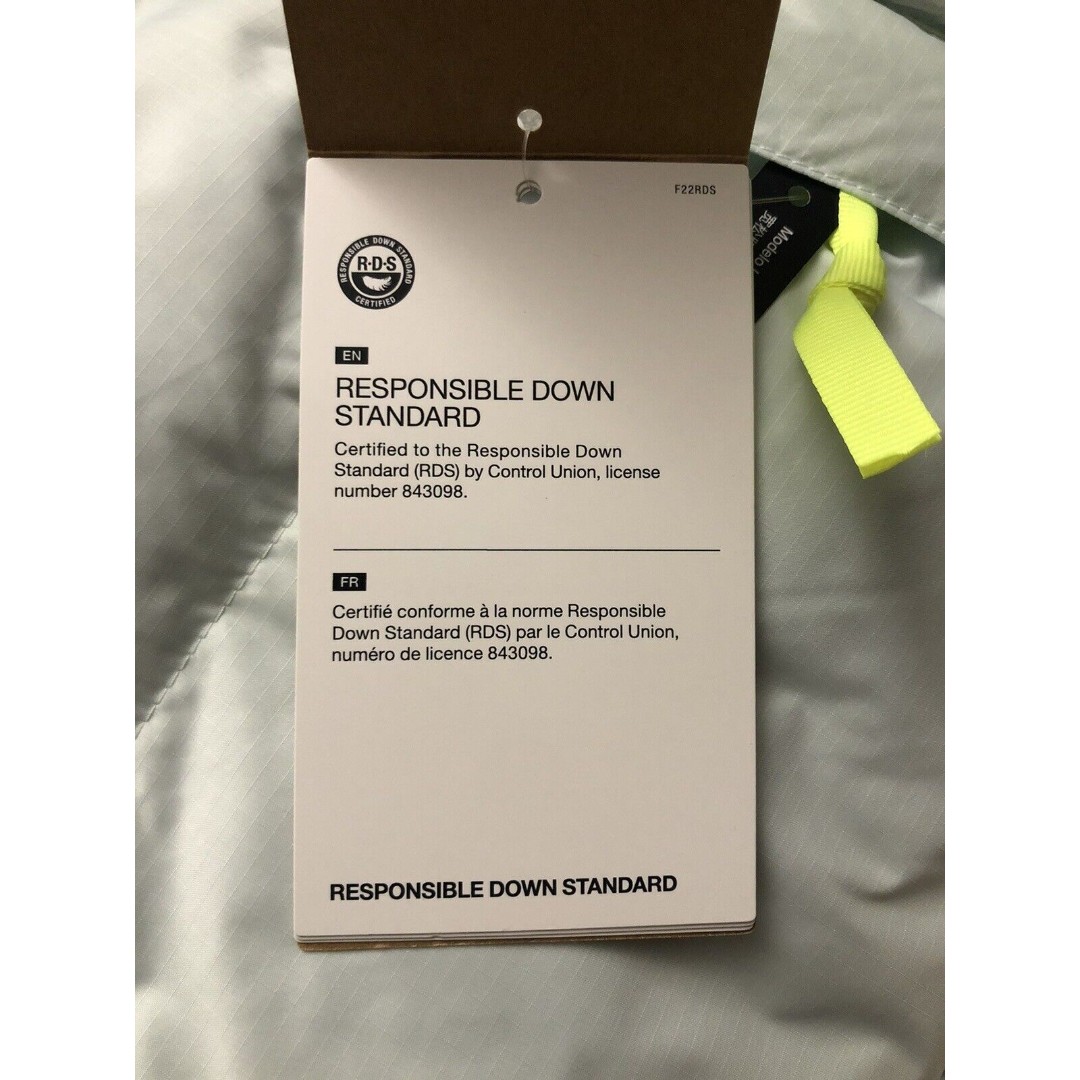 F22RDS
RESPONSIBLE DOWN STANDARD
R·D·S
CERTIFIED
EN
RESPONSIBLE DOWN
STANDARD
Certified to the Responsible Down
Standard (RDS) by Control Union, license
number 843098.
FR
Certifié conforme à la norme Responsible
Down Standard (RDS) par le Control Union,
numéro de licence 843098.
RESPONSIBLE DOWN STANDARD
Modelo